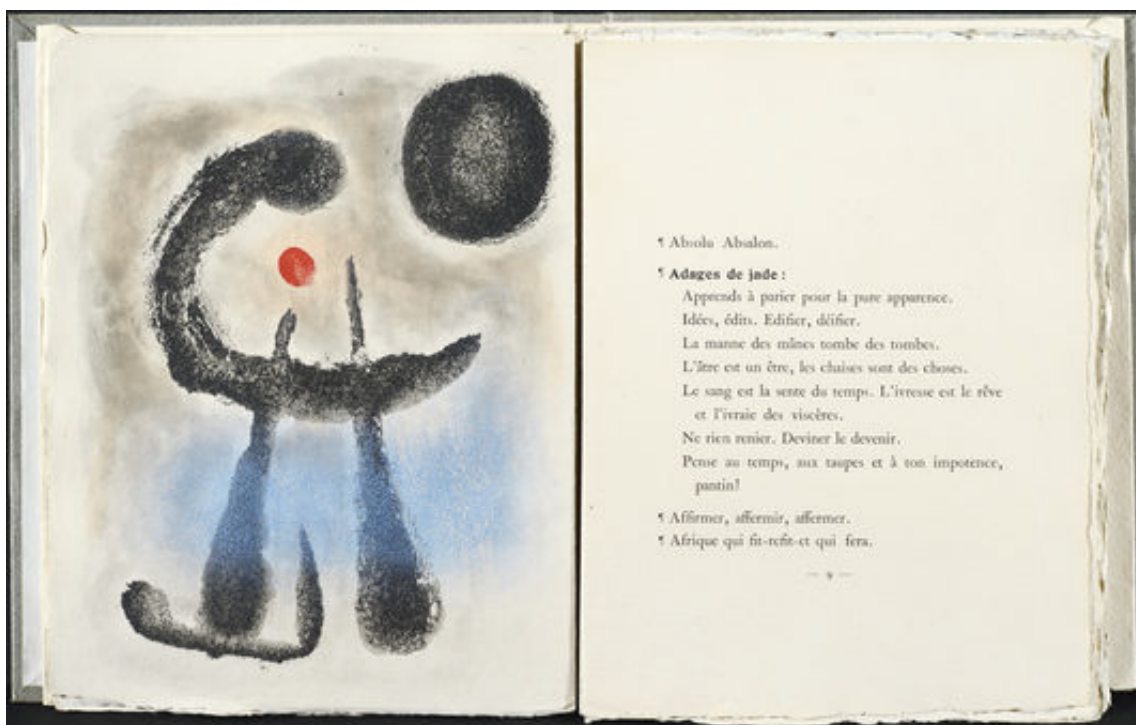 ¶ Absolu Absalon.
¶ Adages de jade :
Apprends à parier pour la pure apparence.
Idées, édits. Edifier, déifier.
La manne des mânes tombe des tombes.
L'âtre est un être, les chaises sont des choses.
Le sang est la sente du temps. L'ivresse est le rêve
et l'ivraie des viscères.
Ne rien renier. Deviner le devenir.
Pense au temps, aux taupes et à ton impotence,
pantin!
¶ Affirmer, affermir, affermer.
¶ Afrique qui fit-refit-et qui fera.
— 9 —